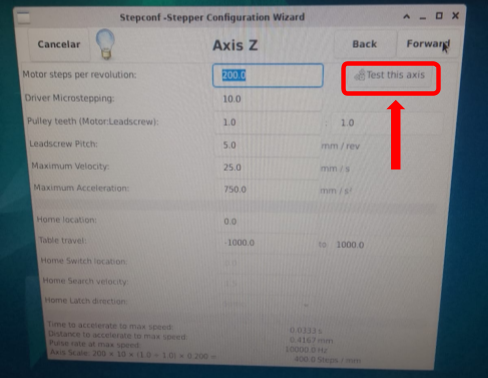 Stepconf -Stepper Configuration Wizard
Cancelar
Axis Z
Back
Forward
Motor steps per revolution:
200.0
Test this axis
Driver Microstepping:
10.0
Pulley teeth (Motor:Leadscrew):
1.0 : 1.0
Leadscrew Pitch:
5.0
mm / rev
Maximum Velocity:
25.0
mm / s
Maximum Acceleration:
750.0
mm / s²
Home location:
0.0
Table travel:
-1000.0
to
1000.0
Home Switch location:
Home Search velocity:
Home Latch direction:
Time to accelerate to max speed:
0.0333 s
Distance to accelerate to max speed:
0.4167 mm
Pulse rate at max speed:
10000.0 Hz
Axis Scale: 200 × 10 × (1.0 ÷ 1.0) × 0.200 =
400.0 Steps / mm